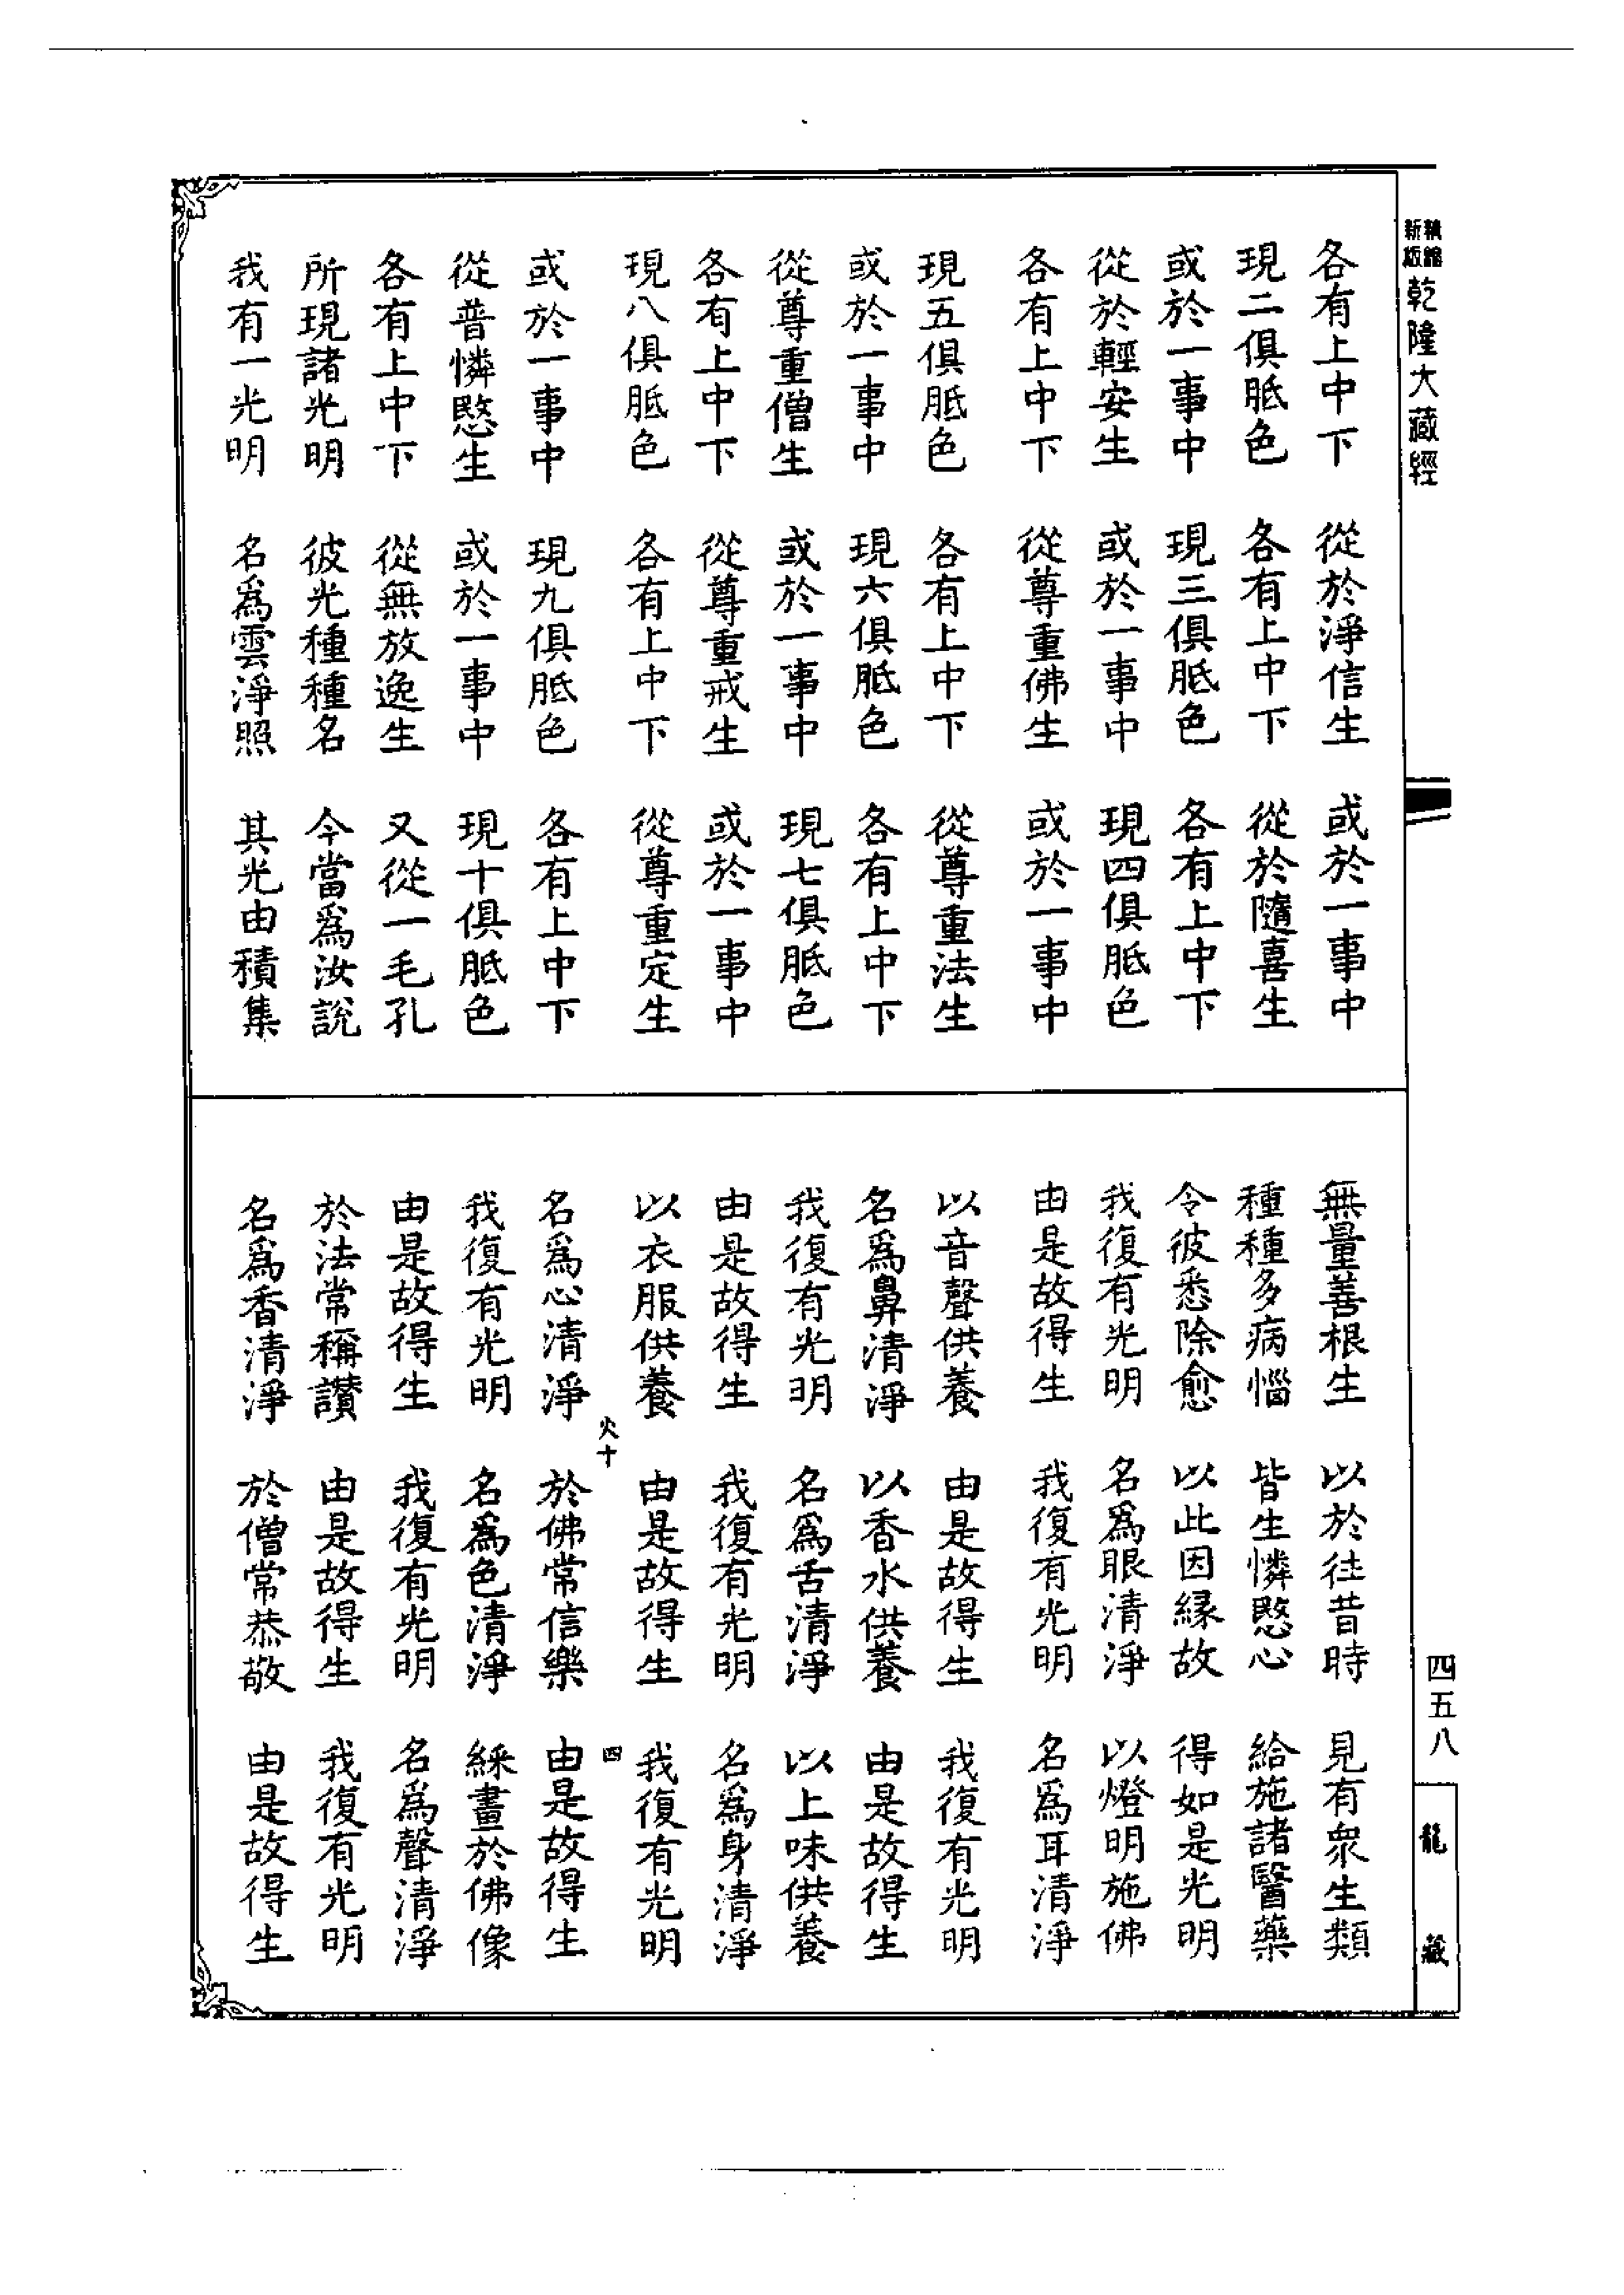 新編
縮版
乾隆大藏經
各有上中下　從於淨信生　或於一事中
現二俱胝色　各有上中下　從於隨喜生
或於一事中　現三俱胝色　各有上中下
從於輕安生　或於一事中　現四俱胝色
各有上中下　從尊重佛生　或於一事中
現五俱胝色　各有上中下　從尊重法生
或於一事中　現六俱胝色　各有上中下
從尊重僧生　或於一事中　現七俱胝色
各有上中下　從尊重戒生　或於一事中
現八俱胝色　各有上中下　從尊重定生
或於一事中　現九俱胝色　各有上中下
從普憐愍生　或於一事中　現十俱胝色
各有上中下　從無放逸生　又從一毛孔
所現諸光明　彼光種種名　今當爲汝說
我有一光明　名爲雲淨照　其光由積集
無量善根生　以於往昔時　見有衆生類
種種多病惱　皆生憐愍心　給施諸醫藥
令彼悉除愈　以此因緣故　得如是光明
我復有光明　名爲眼清淨　以燈明施佛
由是故得生　我復有光明　名爲耳清淨
以音聲供養　由是故得生　我復有光明
名爲鼻清淨　以香水供養　由是故得生
我復有光明　名爲舌清淨　以上味供養
由是故得生　我復有光明　名爲身清淨
以衣服供養　由是故得生　我復有光明
火十　四
名爲心清淨　於佛常信樂　由是故得生
我復有光明　名爲色清淨　綵畫於佛像
由是故得生　我復有光明　名爲聲清淨
於法常稱讃　由是故得生　我復有光明
名爲香清淨　於僧常恭敬　由是故得生
四五八
龍藏